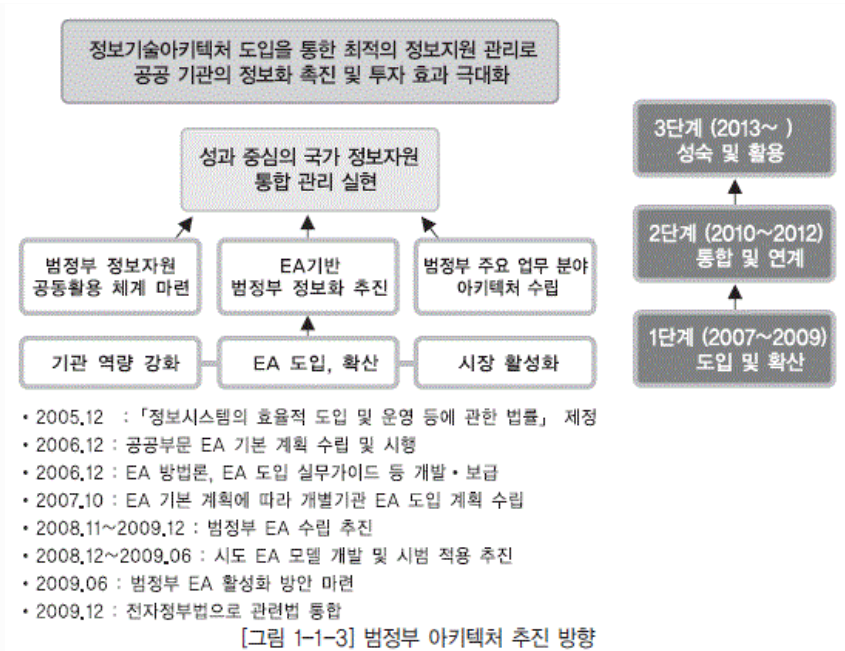 정보기술아키텍처 도입을 통한 최적의 정보지원 관리로
공공 기관의 정보화 촉진 및 투자 효과 극대화
성과 중심의 국가 정보자원
통합 관리 실현
범정부 정보자원
공동활용 체계 마련
EA기반
범정부 정보화 추진
범정부 주요 업무 분야
아키텍처 수립
기관 역량 강화
EA 도입, 확산
시장 활성화
3단계 (2013~ )
성숙 및 활용
2단계 (2010~2012)
통합 및 연계
1단계 (2007~2009)
도입 및 확산
• 2005.12 : 「정보시스템의 효율적 도입 및 운영 등에 관한 법률」 제정
• 2006.12 : 공공부문 EA 기본 계획 수립 및 시행
• 2006.12 : EA 방법론, EA 도입 실무가이드 등 개발·보급
• 2007.10 : EA 기본 계획에 따라 개별기관 EA 도입 계획 수립
• 2008.11~2009.12 : 범정부 EA 수립 추진
• 2008.12~2009.06 : 시도 EA 모델 개발 및 시범 적용 추진
• 2009.06 : 범정부 EA 활성화 방안 마련
• 2009.12 : 전자정부법으로 관련법 통합
[그림 1-1-3] 범정부 아키텍처 추진 방향